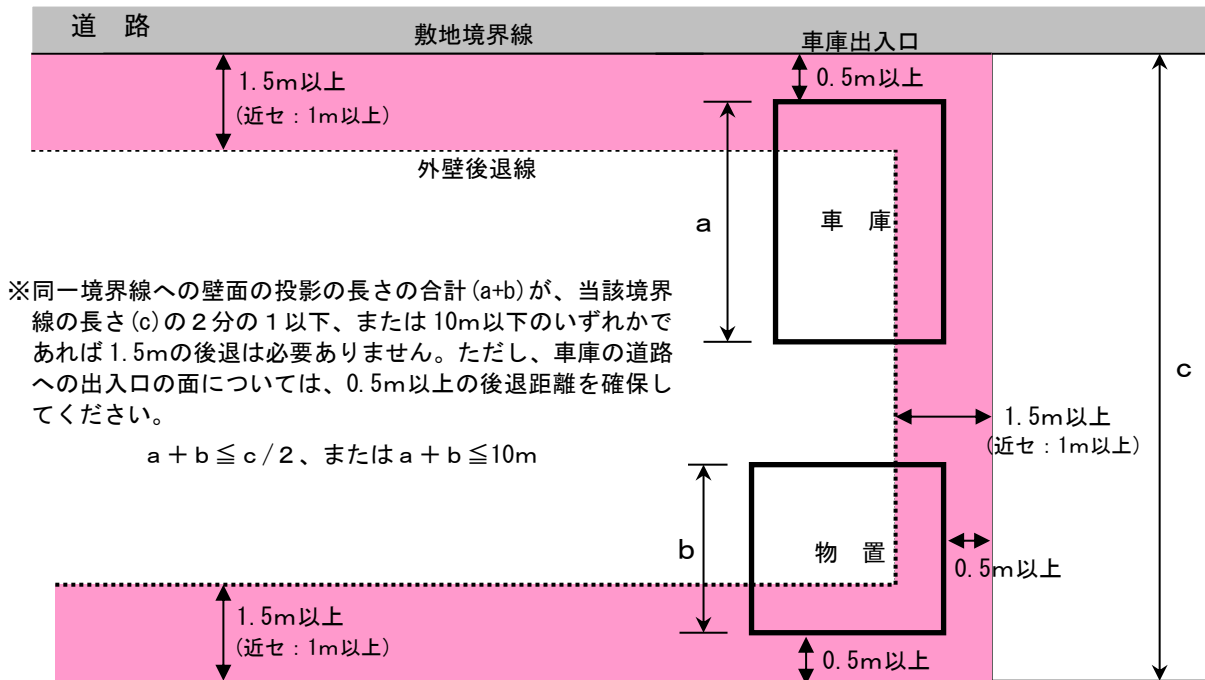 道　路
敷地境界線
車庫出入口
1.5m以上
(近セ：1m以上)
0.5m以上
外壁後退線
a
車　庫
※同一境界線への壁面の投影の長さの合計(a+b)が、当該境界
線の長さ(c)の２分の１以下、または10m以下のいずれかで
あれば1.5mの後退は必要ありません。ただし、車庫の道路
への出入口の面については、0.5m以上の後退距離を確保し
てください。
a＋b≦c/2、またはa＋b≦10m
c
1.5m以上
(近セ：1m以上)
b
物　置
0.5m以上
1.5m以上
(近セ：1m以上)
0.5m以上